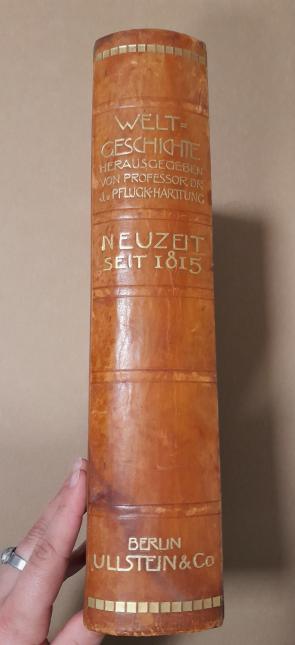 WELT=
GESCHICHTE
HERAUSGEGEBEN
VON PROFESSOR DR
J. v PFLUGK-HARTTUNG
NEUZEIT
SEIT 1815
BERLIN
ULLSTEIN & Co